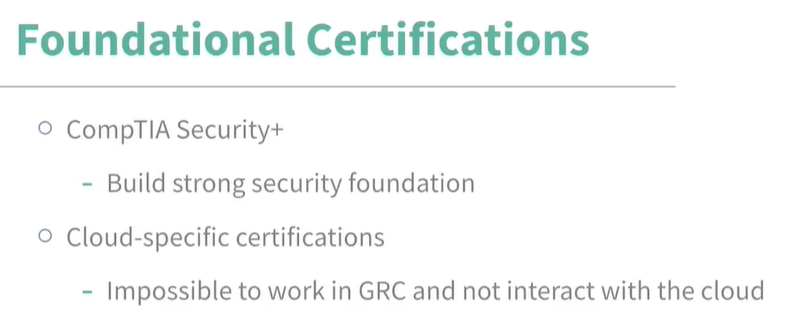 Foundational Certifications
CompTIA Security+
- Build strong security foundation
Cloud-specific certifications
- Impossible to work in GRC and not interact with the cloud